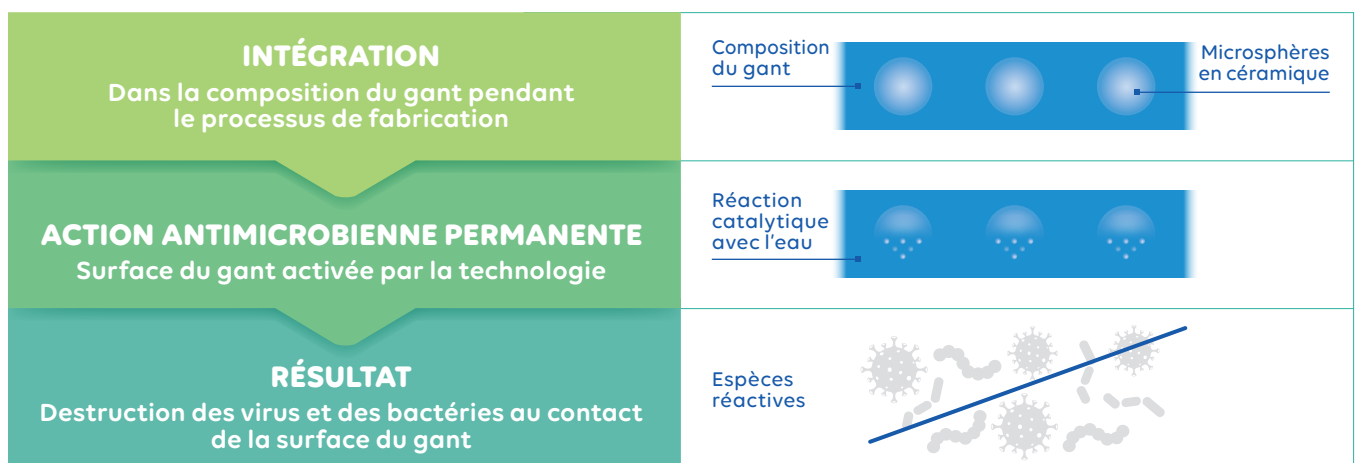 INTÉGRATION
Dans la composition du gant pendant
le processus de fabrication
Composition
du gant
Microsphères
en céramique
ACTION ANTIMICROBIENNE PERMANENTE
Surface du gant activée par la technologie
Réaction
catalytique
avec l'eau
RÉSULTAT
Destruction des virus et des bactéries au contact
de la surface du gant
Espèces
réactives